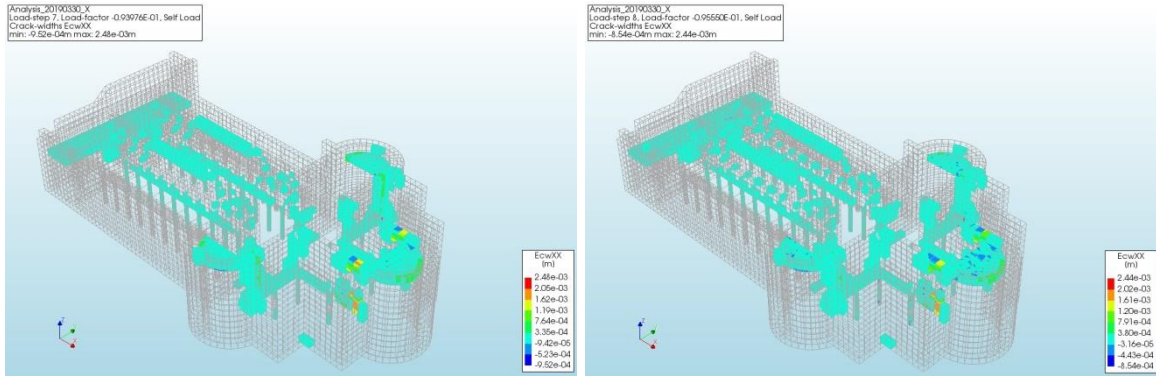 Analysis_20190330_X
Load-step 7, Load-factor -0.93976E-01, Self Load
Crack-widths EcwXX
min: -9.52e-04m max: 2.48e-03m
EcwXX
(m)
2.48e-03
2.05e-03
1.62e-03
1.19e-03
7.64e-04
3.35e-04
-9.42e-05
-5.23e-04
-9.52e-04
Z
X
Analysis_20190330_X
Load-step 8, Load-factor -0.95550E-01, Self Load
Crack-widths EcwXX
min: -8.54e-04m max: 2.44e-03m
EcwXX
(m)
2.44e-03
2.02e-03
1.61e-03
1.20e-03
7.91e-04
3.80e-04
-3.16e-05
-4.43e-04
-8.54e-04
Z
X